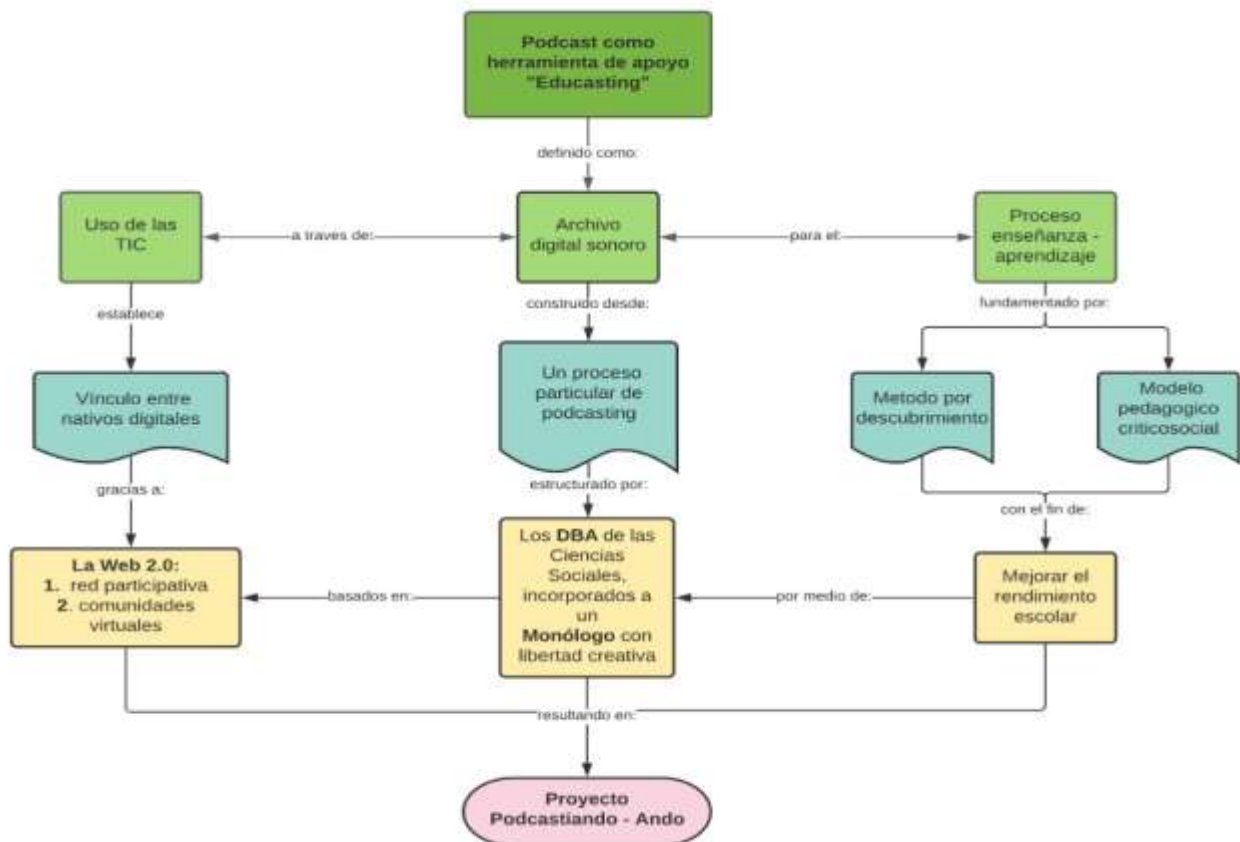 Podcast como
herramienta de apoyo
"Educasting"
definido como:
Uso de las
TIC
a traves de:
Archivo
digital sonoro
para el:
Proceso
enseñanza -
aprendizaje
establece
construido desde:
fundamentado por:
Vínculo entre
nativos digitales
Un proceso
particular de
podcasting
Metodo por
descubrimiento
Modelo
pedagogico
criticosocial
gracias a:
estructurado por:
con el fin de:
La Web 2.0:
1. red participativa
2. comunidades
virtuales
basados en:
Los DBA de las
Ciencias
Sociales,
incorporados a
un
Monólogo con
libertad creativa
por medio de:
Mejorar el
rendimiento
escolar
resultando en:
Proyecto
Podcastiando - Ando